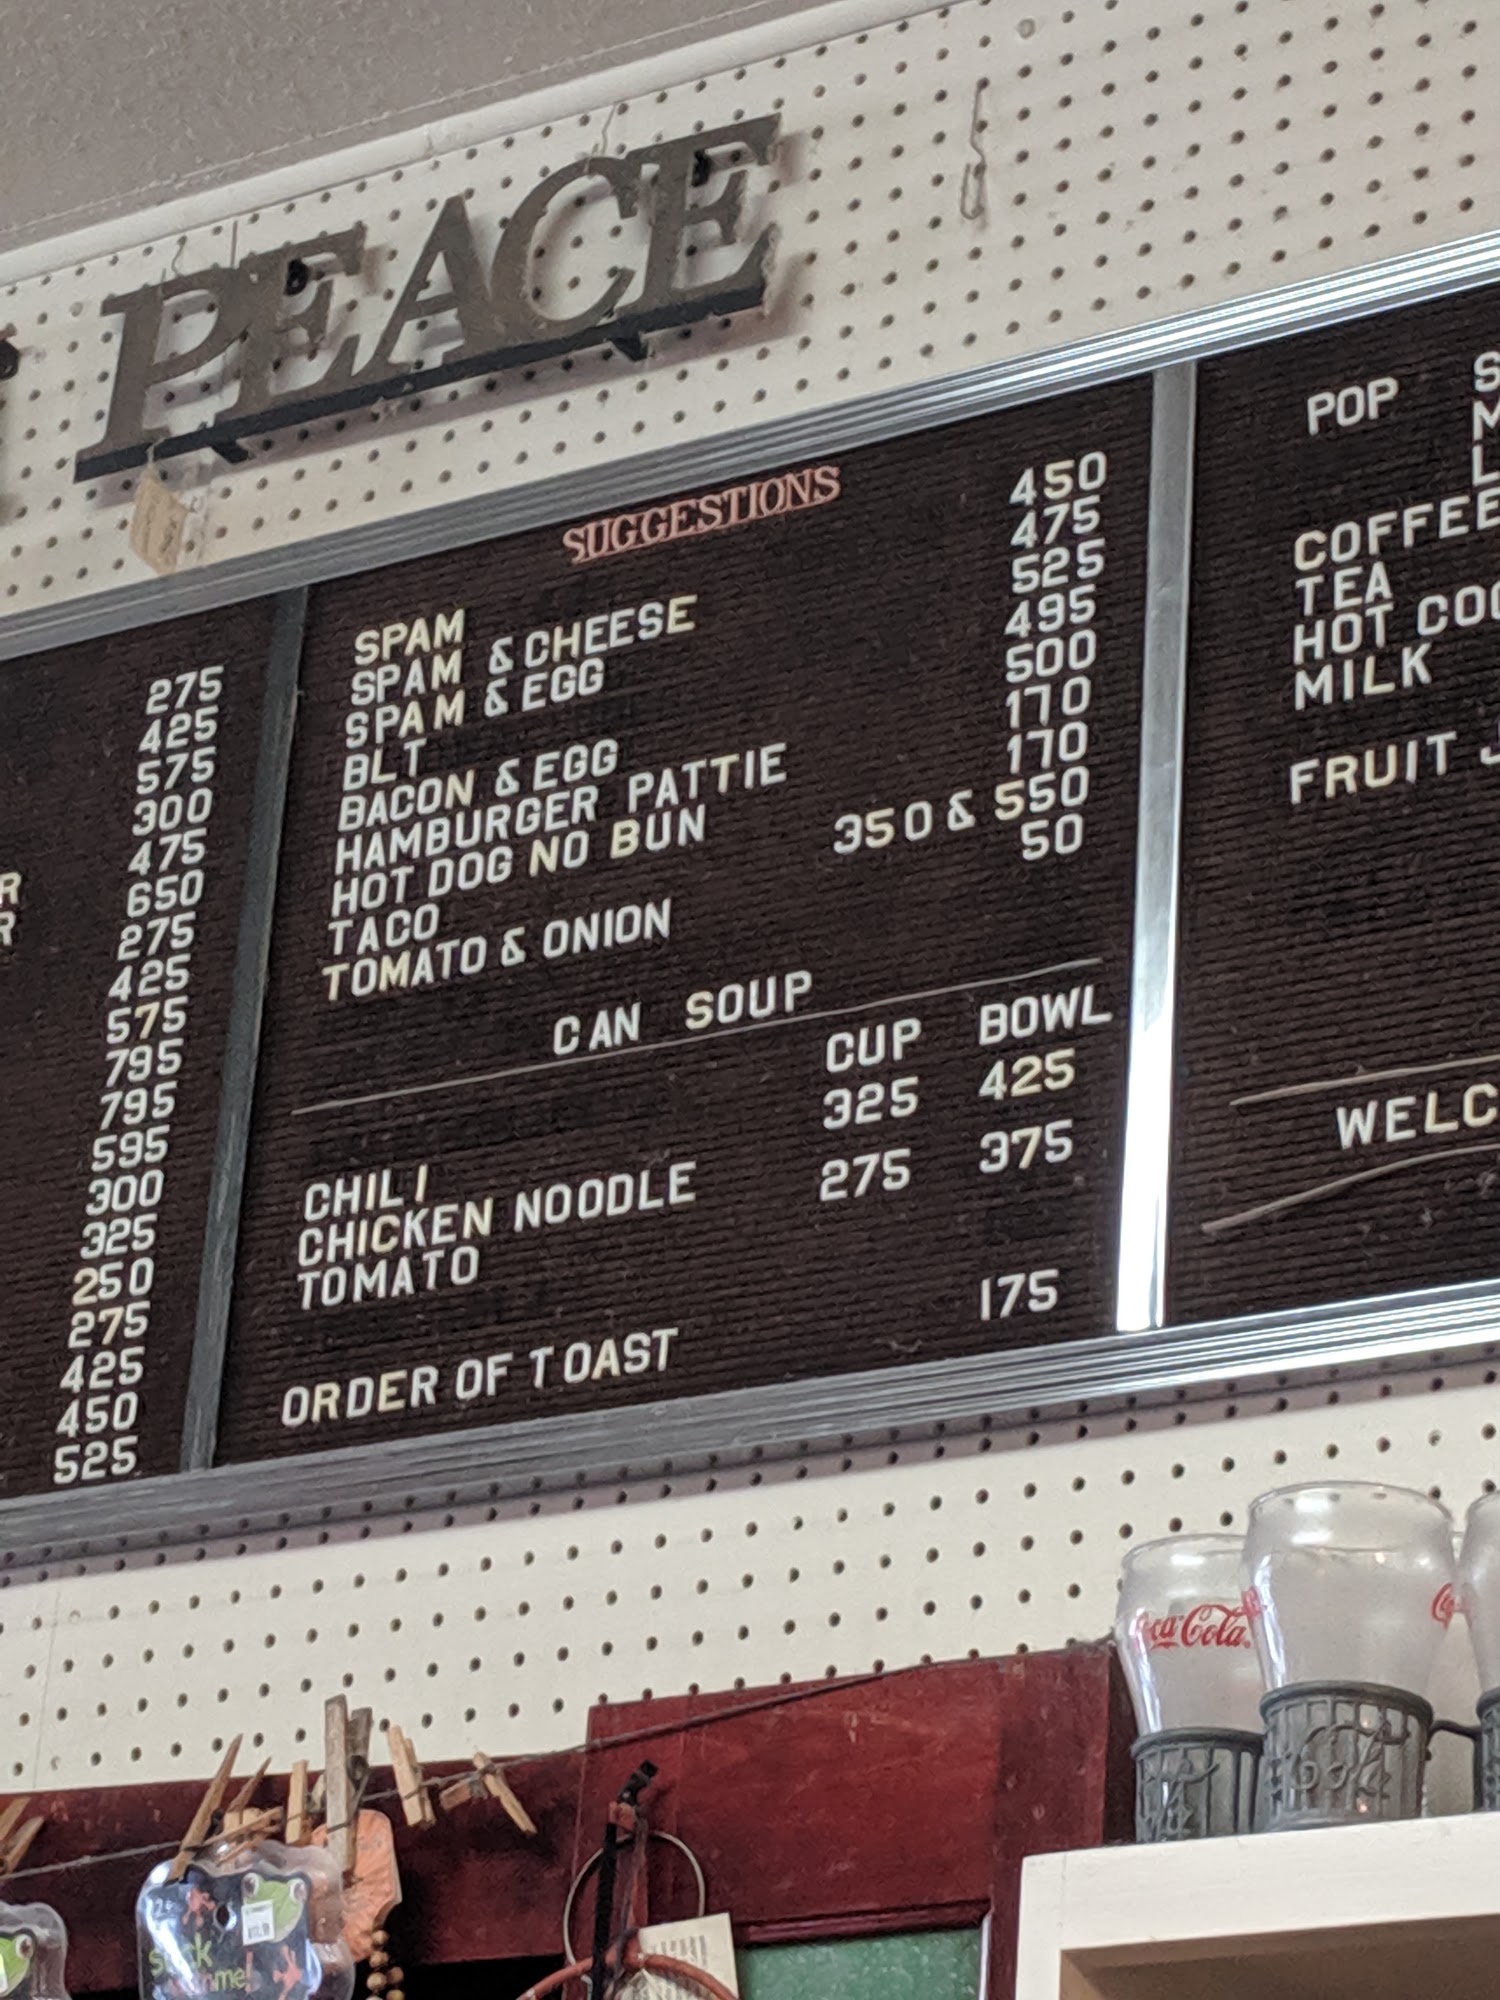 PEACE
275
425
575
300
475
650
275
425
575
795
795
595
300
325
250
275
425
450
525
SUGGESTIONS
SPAM 450
SPAM & CHEESE 475
SPAM & EGG 525
BLT 495
BACON & EGG 500
HAMBURGER PATTIE 170
HOT DOG NO BUN 170
TACO 350 & 550
TOMATO & ONION 50
CAN SOUP
CUP BOWL
CHILI 325 425
CHICKEN NOODLE 275 375
TOMATO
ORDER OF TOAST 175
POP
COFFEE
TEA
HOT
MILK
FRUIT
Coca-Cola